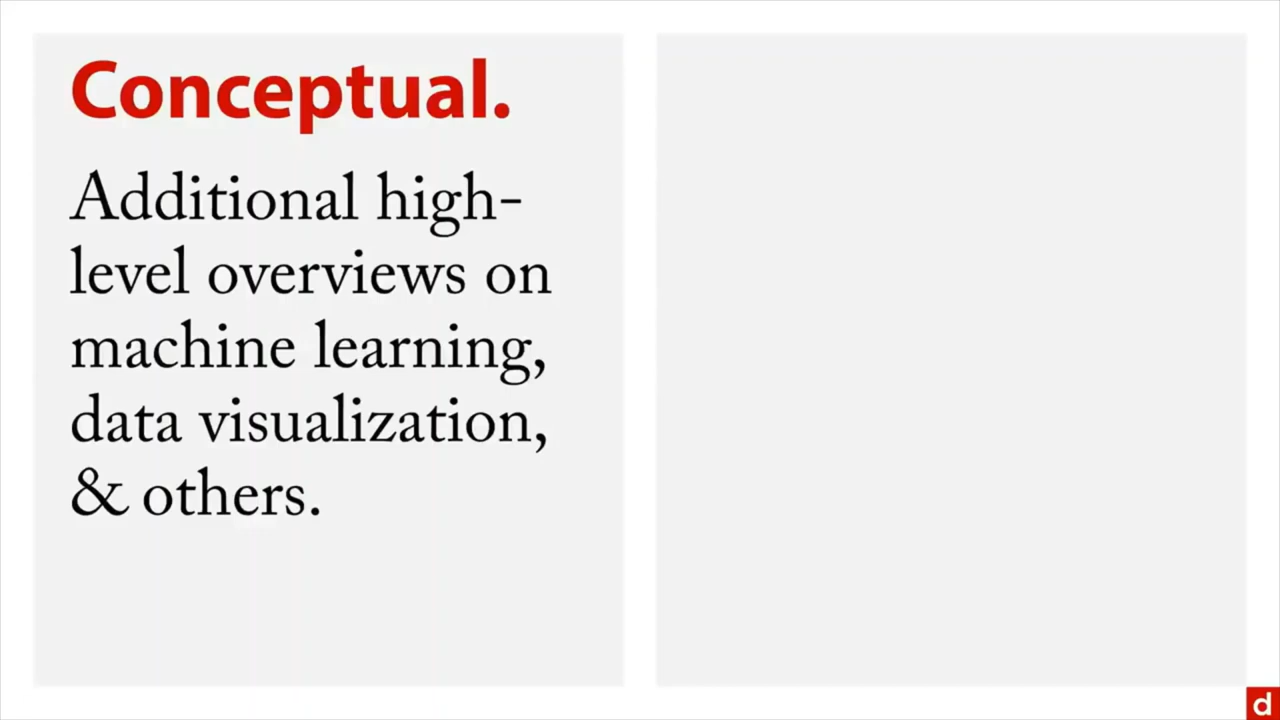 Conceptual.
Additional high-
level overviews on
machine learning,
data visualization,
& others.
d